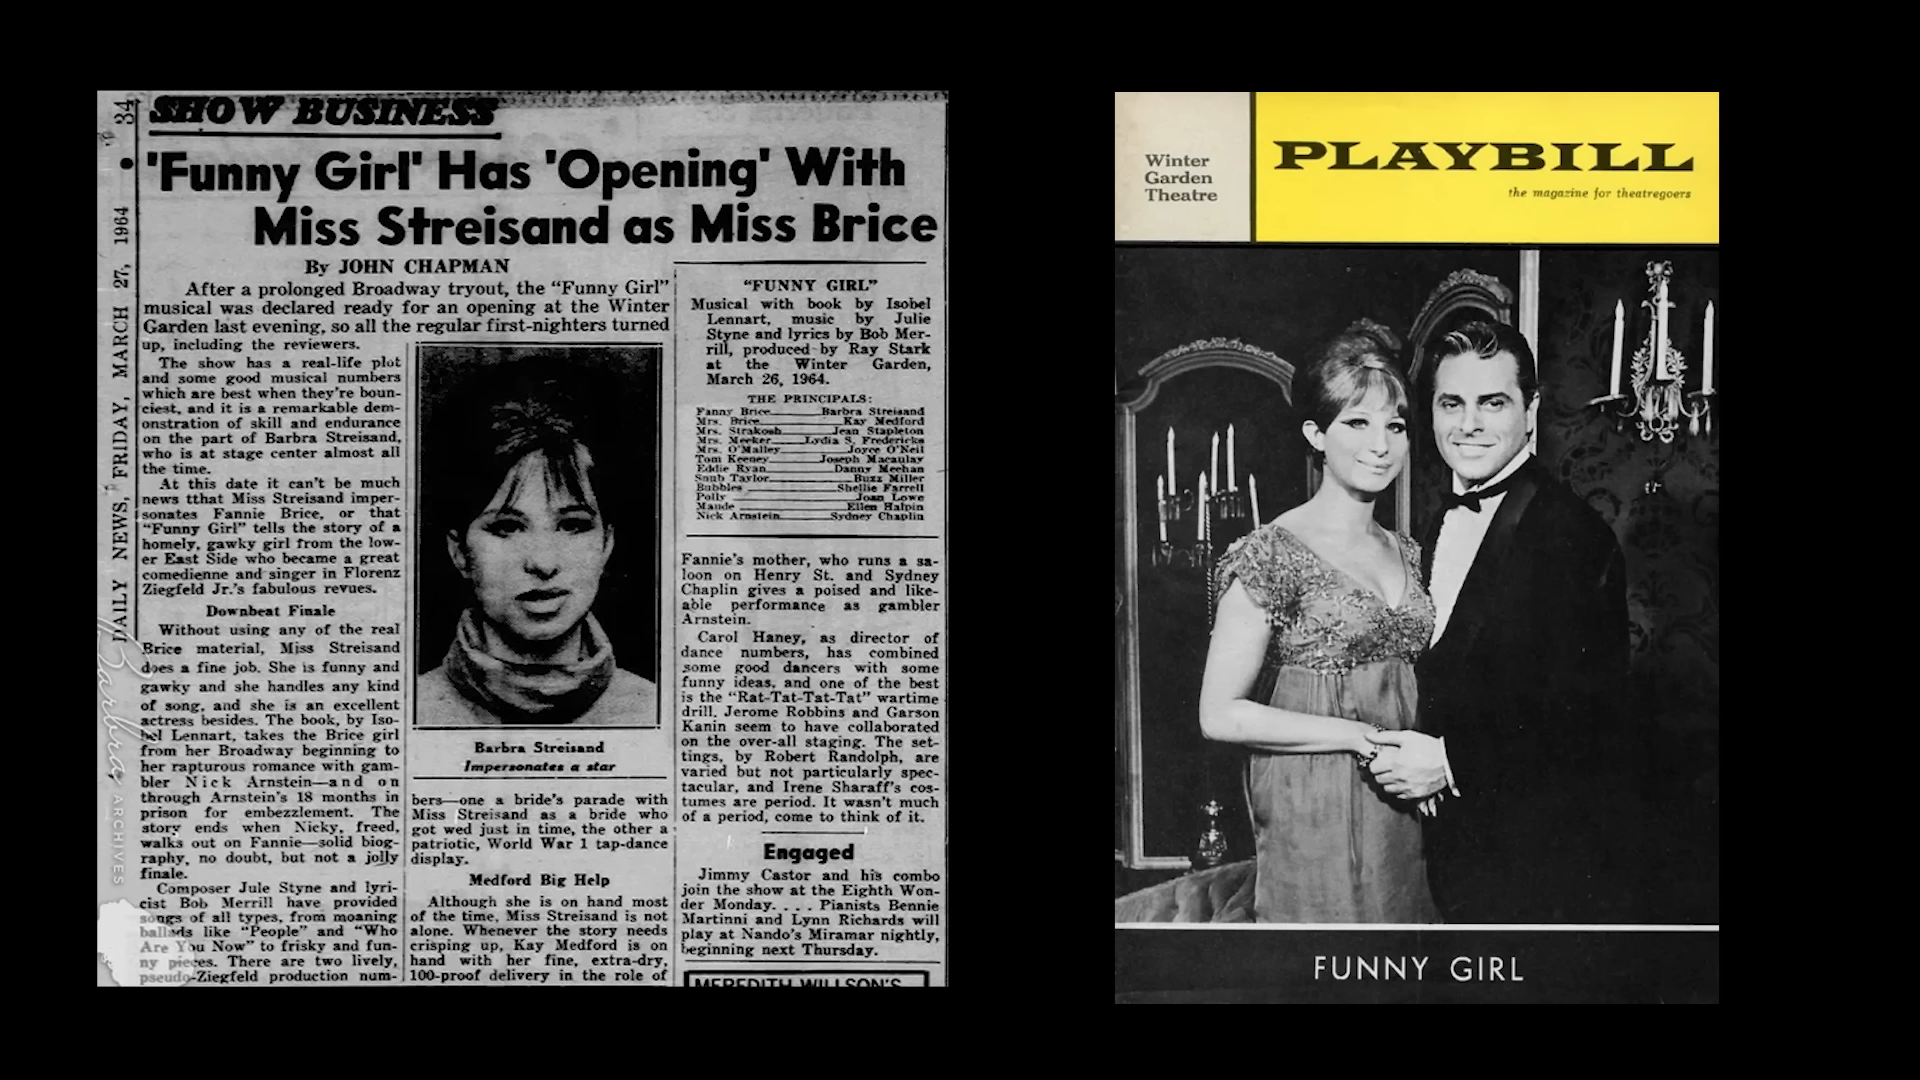 34
DAILY NEWS, FRIDAY, MARCH 27, 1964
SHOW BUSINESS
'Funny Girl' Has 'Opening' With
Miss Streisand as Miss Brice
By JOHN CHAPMAN
After a prolonged Broadway tryout, the “Funny Girl”
musical was declared ready for an opening at the Winter
Garden last evening, so all the regular first-nighters turned
up, including the reviewers.
The show has a real-life plot
and some good musical numbers
which are best when they're boun-
ciest, and it is a remarkable dem-
onstration of skill and endurance
on the part of Barbra Streisand,
who is at stage center almost all
the time.
At this date it can't be much
news tthat Miss Streisand imper-
sonates Fannie Brice, or that
“Funny Girl” tells the story of a
homely, gawky girl from the low-
er East Side who became a great
comedienne and singer in Florenz
Ziegfeld Jr.'s fabulous revues.
Downbeat Finale
Without using any of the real
Brice material, Miss Streisand
does a fine job. She is funny and
gawky and she handles any kind
of song, and she is an excellent
actress besides. The book, by Iso-
bel Lennart, takes the Brice girl
from her Broadway beginning to
her rapturous romance with gam-
bler Nick Arnstein—and on
through Arnstein's 18 months in
prison for embezzlement. The
story ends when Nicky, freed,
walks out on Fannie—solid biog-
raphy, no doubt, but not a jolly
finale.
Composer Jule Styne and lyri-
cist Bob Merrill have provided
songs of all types, from moaning
ballads like “People” and “Who
Are You Now” to frisky and fun-
ny pieces. There are two lively,
pseudo-Ziegfeld production num-
Barbra Streisand
Impersonates a star
bers—one a bride's parade with
Miss Streisand as a bride who
got wed just in time, the other a
patriotic, World War 1 tap-dance
display.
Medford Big Help
Although she is on hand most
of the time, Miss Streisand is not
alone. Whenever the story needs
crisping up, Kay Medford is on
hand with her fine, extra-dry,
100-proof delivery in the role of
“FUNNY GIRL”
Musical with book by Isobel
Lennart, music by Julie
Styne and lyrics by Bob Mer-
rill, produced by Ray Stark
at the Winter Garden,
March 26, 1964.
THE PRINCIPALS:
Fanny Brice Barbra Streisand
Mrs. Brice Kay Medford
Mrs. Strakosh Jean Stapleton
Mrs. Meeker Lydia S. Fredericks
Mrs. O'Malley Joyce O'Neil
Tom Keeney Joseph Macaulay
Eddie Ryan Danny Meehan
Snub Taylor Buzz Miller
Bubbles Shellie Farrell
Polly Joan Lowe
Maude Ellen Halpin
Nick Arnstein Sydney Chaplin
Fannie's mother, who runs a sa-
loon on Henry St. and Sydney
Chaplin gives a poised and like-
able performance as gambler
Arnstein.
Carol Haney, as director of
dance numbers, has combined
some good dancers with some
funny ideas, and one of the best
is the “Rat-Tat-Tat-Tat” wartime
drill. Jerome Robbins and Garson
Kanin seem to have collaborated
on the over-all staging. The set-
tings, by Robert Randolph, are
varied but not particularly spec-
tacular, and Irene Sharaff's cos-
tumes are period. It wasn't much
of a period, come to think of it.
Engaged
Jimmy Castor and his combo
join the show at the Eighth Won-
der Monday. . . . Pianists Bennie
Martinni and Lynn Richards will
play at Nando's Miramar nightly,
beginning next Thursday.
MEREDITH WILLSON'S
Barbra ARCHIVES
Winter
Garden
Theatre
PLAYBILL
the magazine for theatregoers
FUNNY GIRL